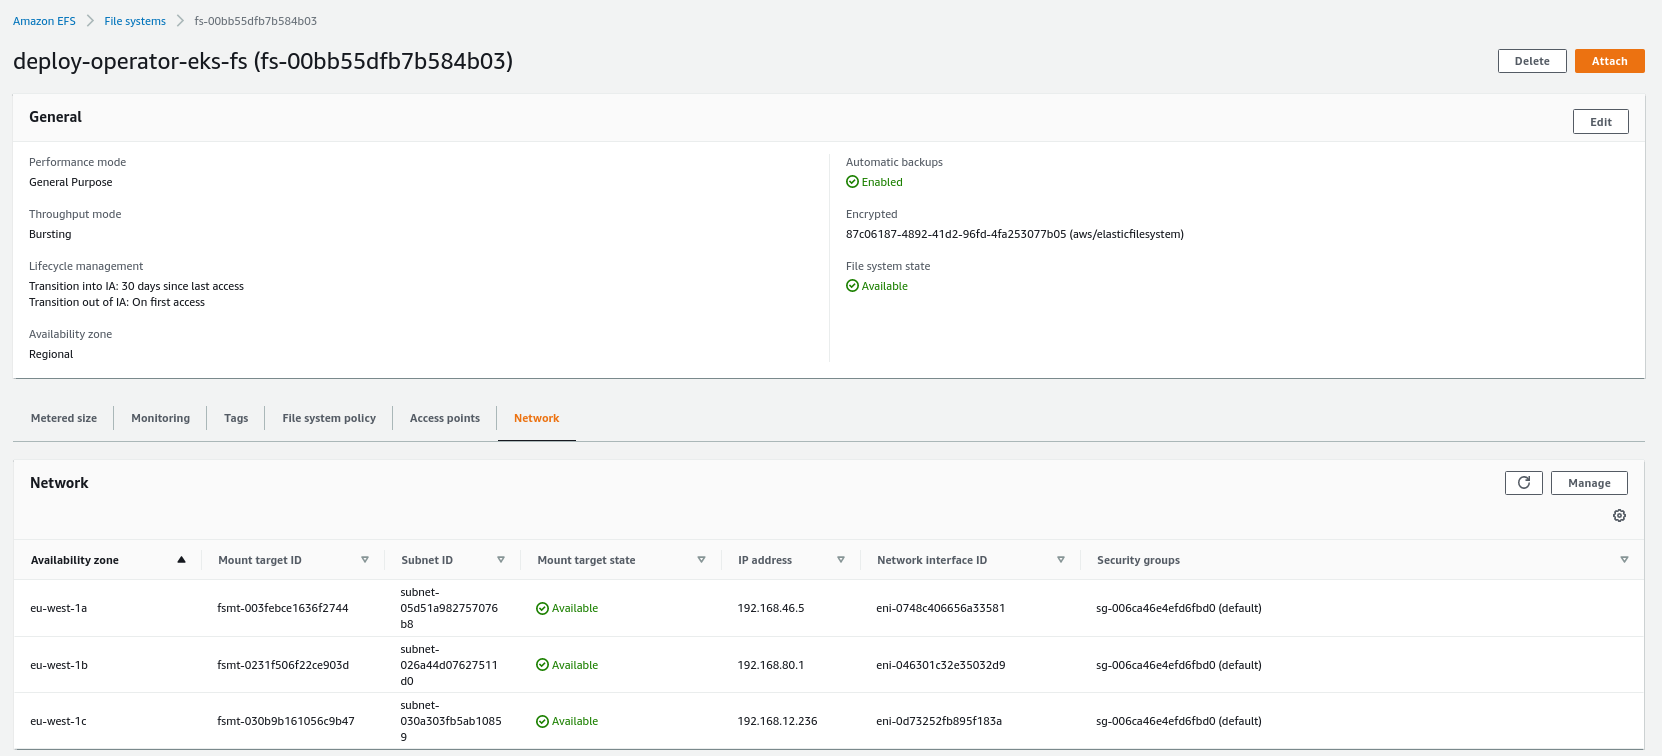 Amazon EFS > File systems > fs-00bb55dfb7b584b03
deploy-operator-eks-fs (fs-00bb55dfb7b584b03)
Delete
Attach
General
Edit
Performance mode
General Purpose
Throughput mode
Bursting
Lifecycle management
Transition into IA: 30 days since last access
Transition out of IA: On first access
Availability zone
Regional
Automatic backups
Enabled
Encrypted
87c06187-4892-41d2-96fd-4fa253077b05 (aws/elasticfilesystem)
File system state
Available
Metered size
Monitoring
Tags
File system policy
Access points
Network
Network
Manage
Availability zone Mount target ID Subnet ID Mount target state IP address Network interface ID Security groups
eu-west-1a fsmt-003febce1636f2744 subnet-
05d51a982757076
b8 Available 192.168.46.5 eni-0748c406656a33581 sg-006ca46e4efd6fbd0 (default)
eu-west-1b fsmt-0231f506f22ce903d subnet-
026a44d07627511
d0 Available 192.168.80.1 eni-046301c32e35032d9 sg-006ca46e4efd6fbd0 (default)
eu-west-1c fsmt-030b9b161056c9b47 subnet-
030a303fb5ab1085
9 Available 192.168.12.236 eni-0d73252fb895f183a sg-006ca46e4efd6fbd0 (default)